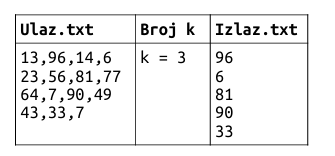 Ulaz.txt Broj k Izlaz.txt
13,96,14,6 k = 3 96
23,56,81,77 6
64,7,90,49 81
43,33,7 90
33